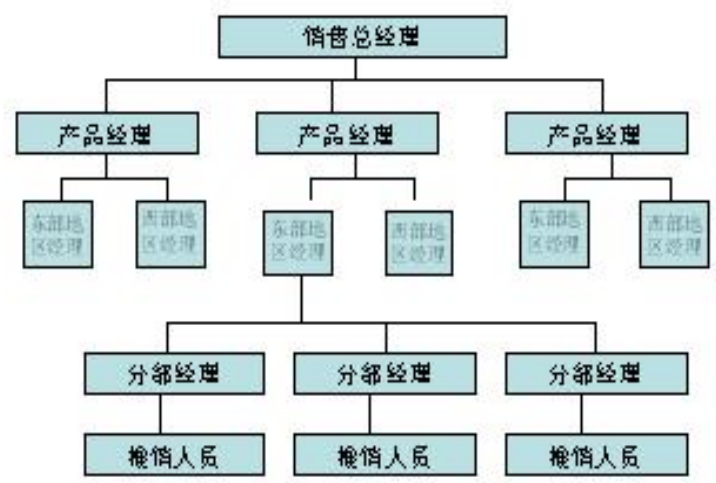 销售总经理
产品经理
产品经理
产品经理
东部地
区经理
西部地
区经理
东部地
区经理
西部地
区经理
东部地
区经理
西部地
区经理
分部经理
分部经理
分部经理
推销人员
推销人员
推销人员